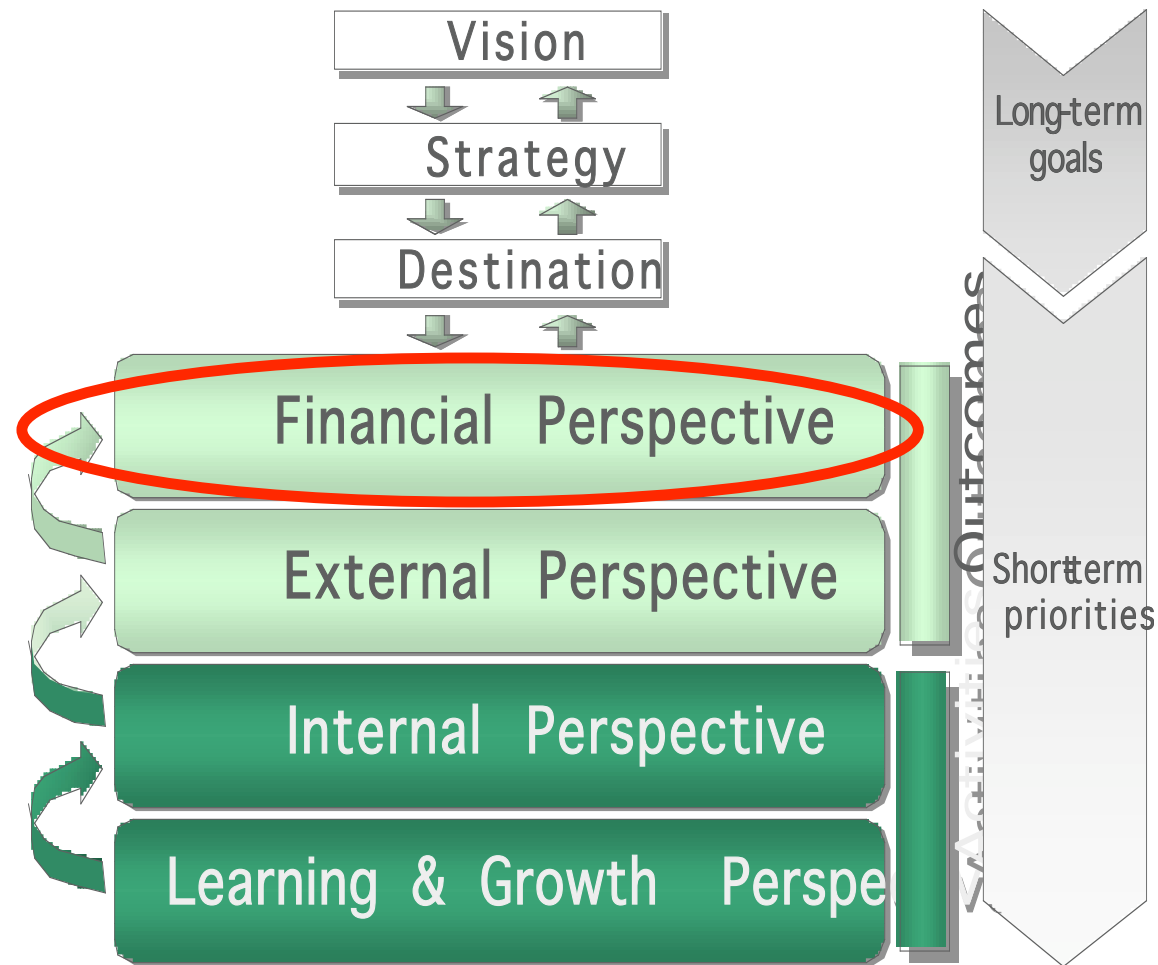 Vision
Strategy
Destination
Financial Perspective
External Perspective
Internal Perspective
Learning & Growth Perspe
Outcomes
Activities
Long-term
goals
Short-term
priorities